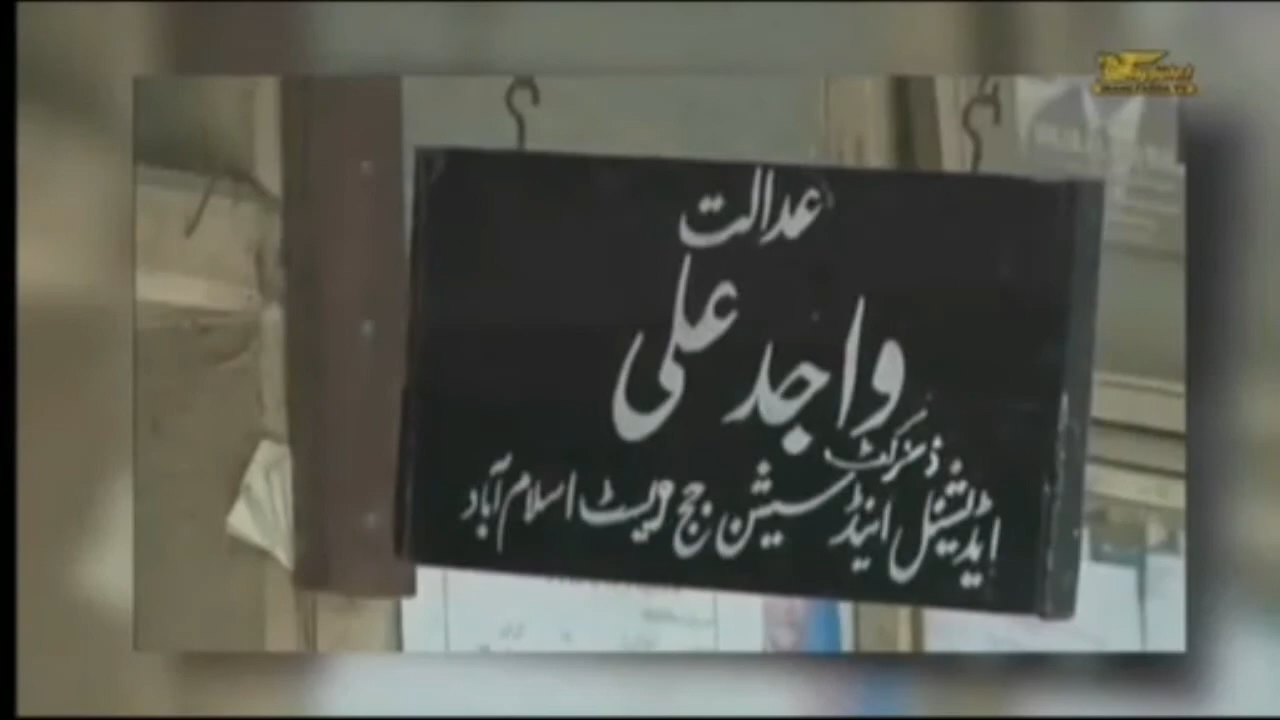 عدالت
واجد علی
ڈسٹرکٹ
ایڈیشنل اینڈ سیشن جج ویسٹ اسلام آباد